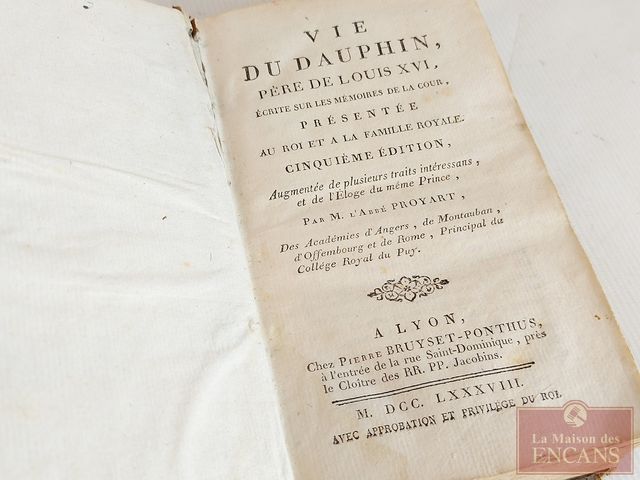 VIE
DU DAUPHIN,
PÈRE DE LOUIS XVI,
ÉCRITE SUR LES MÉMOIRES DE LA COUR,
PRÉSENTÉE
AU ROI ET A LA FAMILLE ROYALE.
CINQUIÈME ÉDITION,
Augmentée de plusieurs traits intéressans,
et de l'Éloge du même Prince,
PAR M. L'ABBÉ PROYART,
Des Académies d'Angers, de Montauban,
d'Offembourg et de Rome, Principal du
Collége Royal du Puy.
A LYON,
Chez PIERRE BRUYSET-PONTHUS,
à l'entrée de la rue Saint-Dominique, près
le Cloître des RR. PP. Jacobins.
M. DCC. LXXXVIII.
AVEC APPROBATION ET PRIVILÉGE DU ROI.
La Maison des
ENCANS